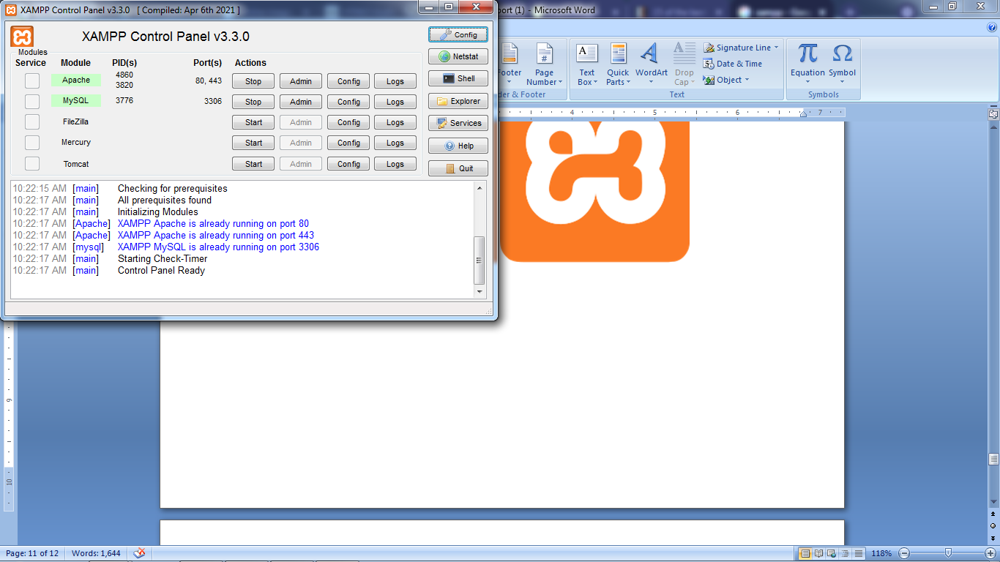 XAMPP Control Panel v3.3.0 [ Compiled: Apr 6th 2021 ]
port (1) - Microsoft Word
XAMPP Control Panel v3.3.0
Config
Modules
Service Module PID(s) Port(s) Actions
Netstat
Apache 4860 3820 80, 443 Stop Admin Config Logs
Shell
MySQL 3776 3306 Stop Admin Config Logs
Explorer
FileZilla Start Admin Config Logs
Services
Mercury Start Admin Config Logs
Help
Tomcat Start Admin Config Logs
Quit
10:22:15 AM [main] Checking for prerequisites
10:22:17 AM [main] All prerequisites found
10:22:17 AM [main] Initializing Modules
10:22:17 AM [Apache] XAMPP Apache is already running on port 80
10:22:17 AM [Apache] XAMPP Apache is already running on port 443
10:22:17 AM [mysql] XAMPP MySQL is already running on port 3306
10:22:17 AM [main] Starting Check-Timer
10:22:17 AM [main] Control Panel Ready
Footer
Page Number
der & Footer
Text Box
Quick Parts
WordArt
Drop Cap
Signature Line
Date & Time
Object
Text
Equation
Symbol
Symbols
4 5 6 7
9
10
Page: 11 of 12 Words: 1,644
118%